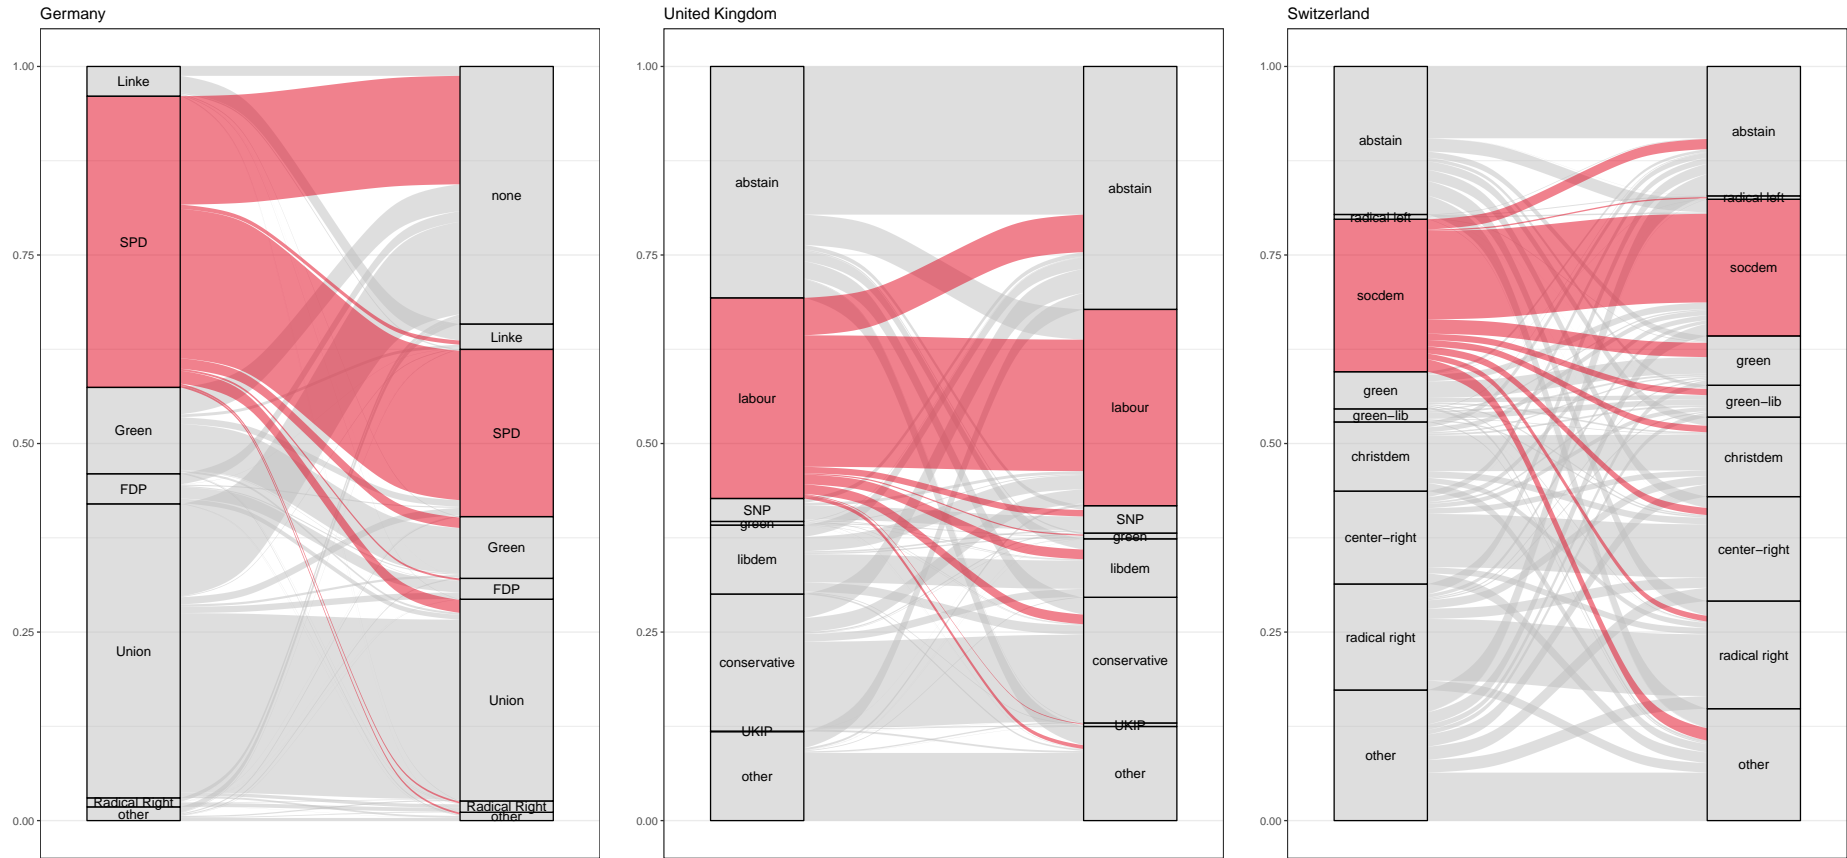 Germany
1.00
0.75
0.50
0.25
0.00
Linke
SPD
Green
FDP
Union
Radical Right
other
none
Linke
SPD
Green
FDP
Union
Radical Right
other
United Kingdom
1.00
0.75
0.50
0.25
0.00
abstain
labour
SNP
green
libdem
conservative
UKIP
other
abstain
labour
SNP
green
libdem
conservative
UKIP
other
Switzerland
1.00
0.75
0.50
0.25
0.00
abstain
radical left
socdem
green
green−lib
christdem
center−right
radical right
other
abstain
radical left
socdem
green
green−lib
christdem
center−right
radical right
other